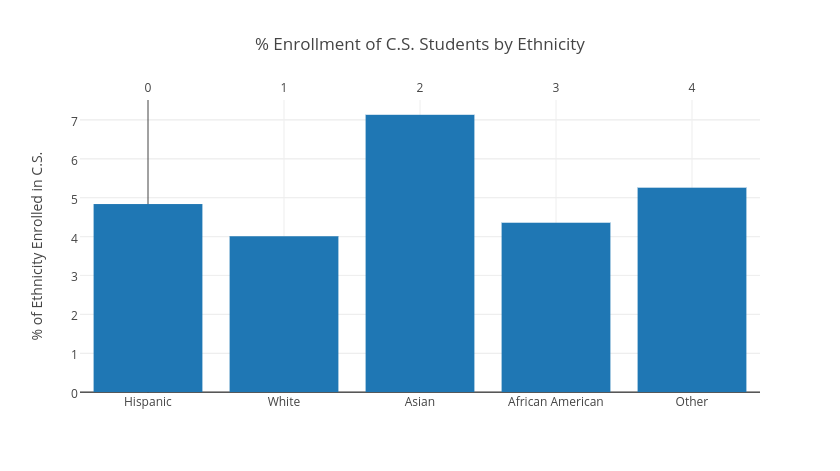 % Enrollment of C.S. Students by Ethnicity
0 1 2 3 4
% of Ethnicity Enrolled in C.S.
7
6
5
4
3
2
1
0
Hispanic White Asian African American Other